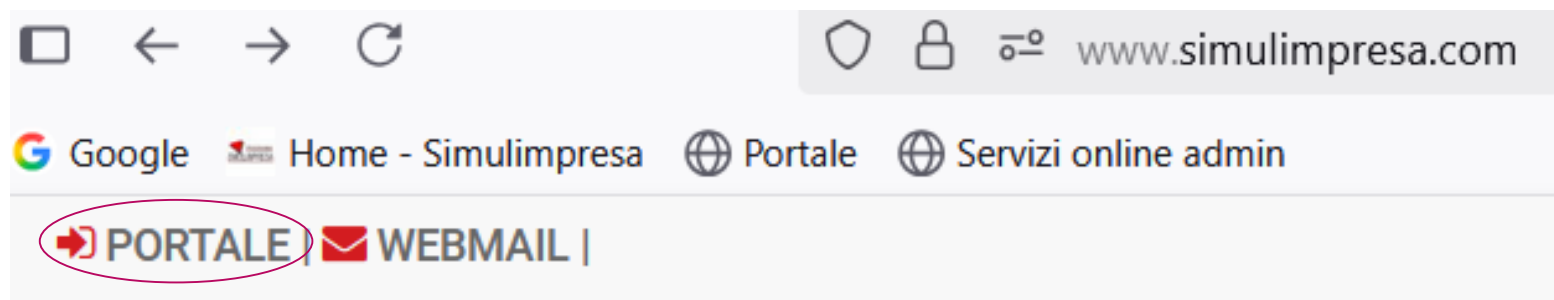 www.simulimpresa.com
Google Home - Simulimpresa Portale Servizi online admin
PORTALE | WEBMAIL |